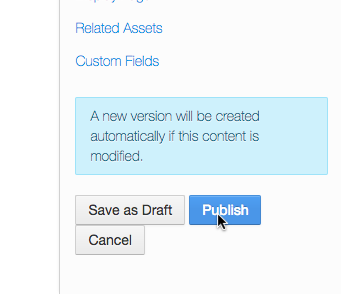 Related Assets
Custom Fields
A new version will be created
automatically if this content is
modified.
Save as Draft
Publish
Cancel